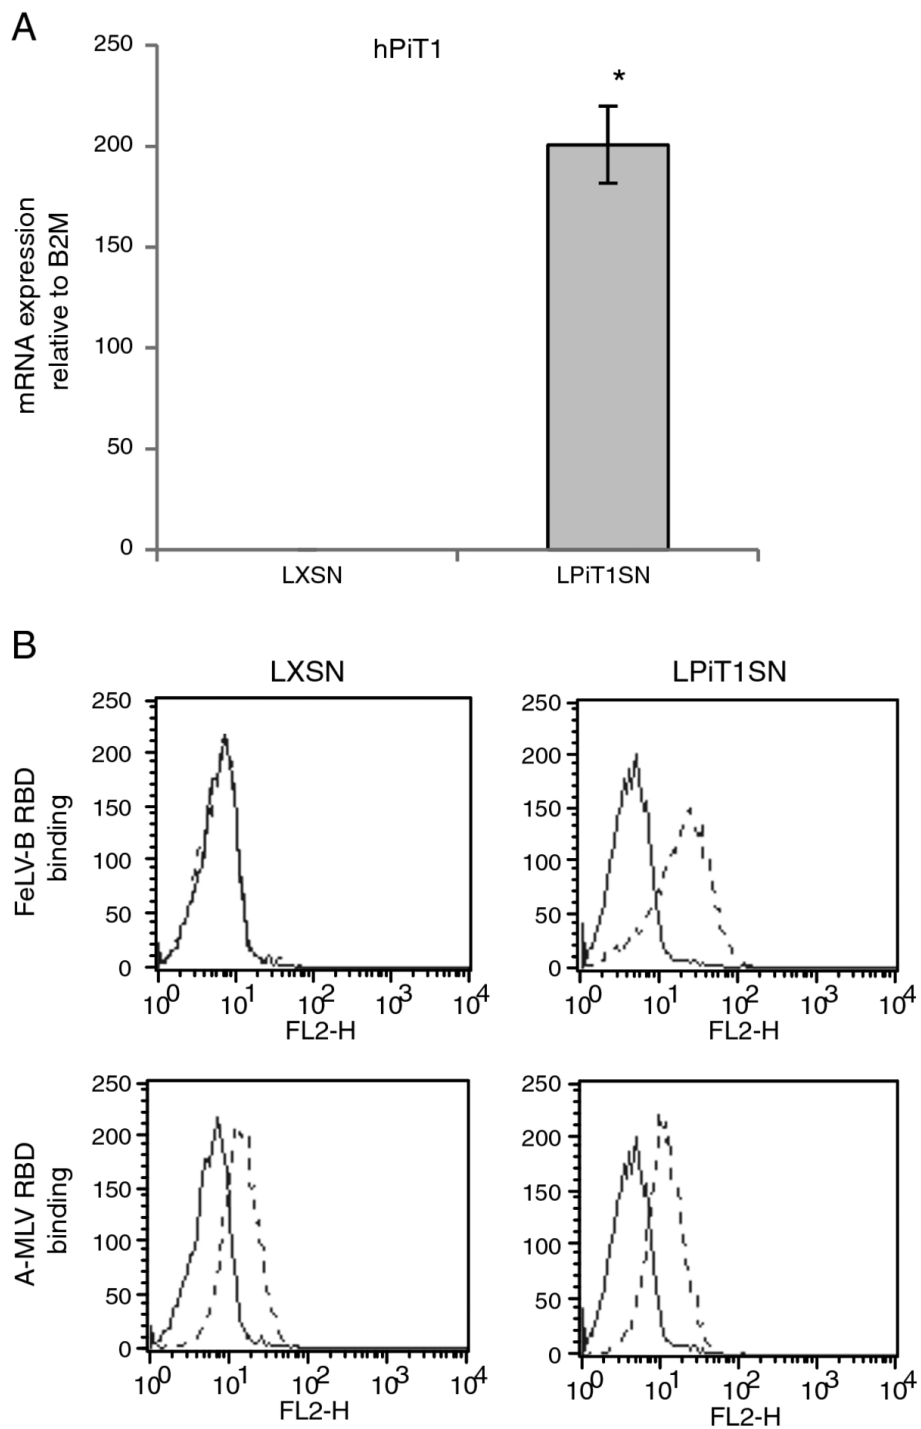 A
hPiT1
*
mRNA expression
relative to B2M
250
200
150
100
50
0
LXSN
LPiT1SN
B
LXSN
LPiT1SN
FeLV-B RBD
binding
250
200
150
100
50
0
10^0 10^1 10^2 10^3 10^4
FL2-H
250
200
150
100
50
0
10^0 10^1 10^2 10^3 10^4
FL2-H
A-MLV RBD
binding
250
200
150
100
50
0
10^0 10^1 10^2 10^3 10^4
FL2-H
250
200
150
100
50
0
10^0 10^1 10^2 10^3 10^4
FL2-H